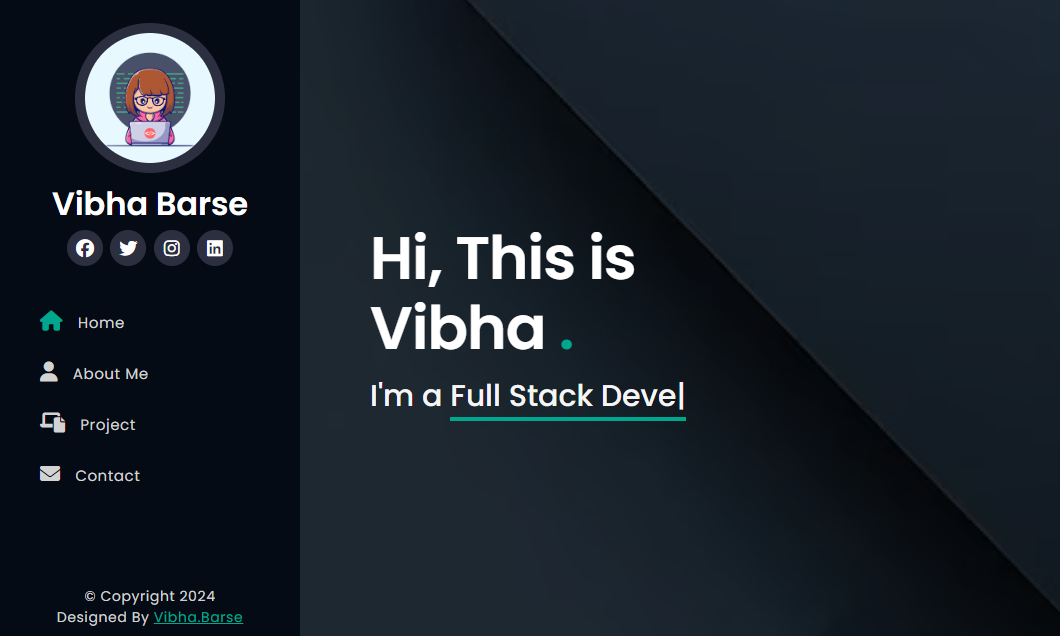 Vibha Barse
Home
About Me
Project
Contact
© Copyright 2024
Designed By Vibha.Barse
Hi, This is
Vibha .
I'm a Full Stack Deve|